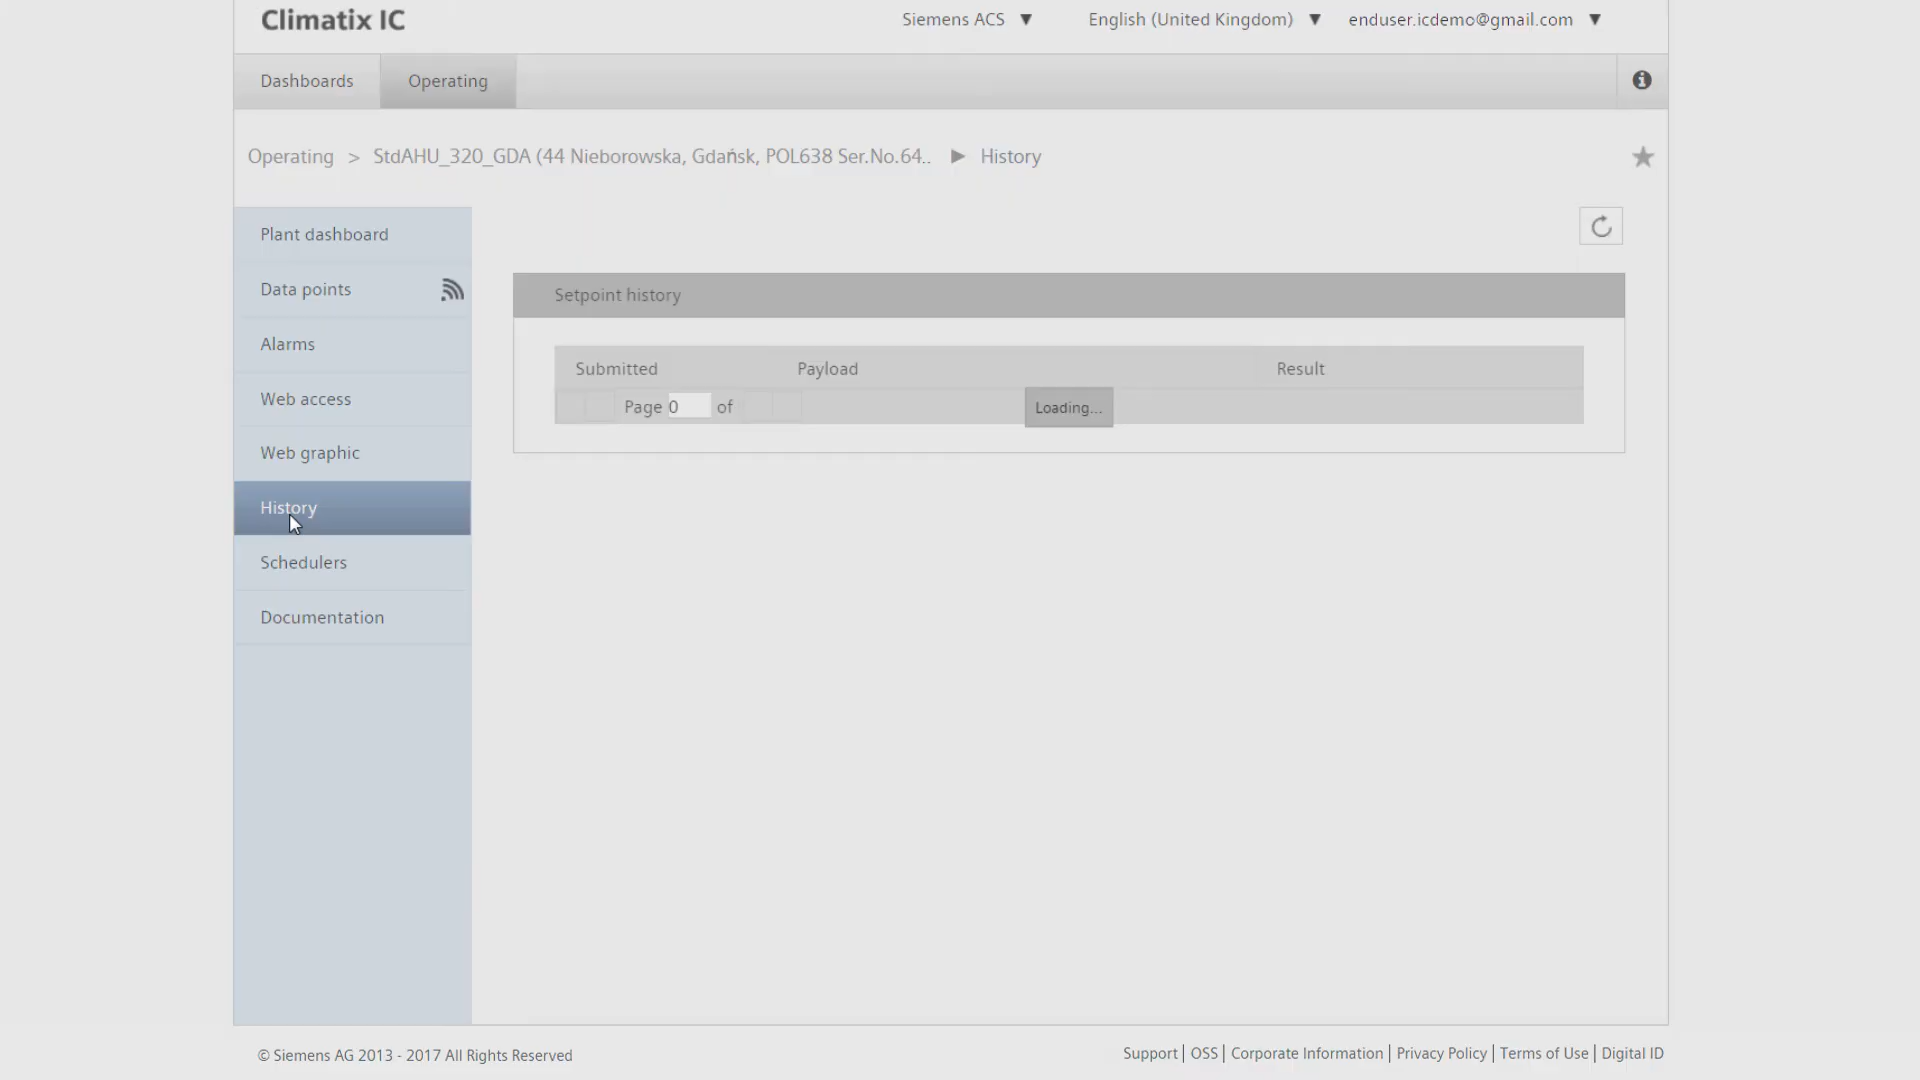 Climatix IC
Siemens ACS ▼ English (United Kingdom) ▼ enduser.icdemo@gmail.com ▼
Dashboards Operating
Operating > StdAHU_320_GDA (44 Nieborowska, Gdańsk, POL638 Ser.No.64.. ▶ History
Plant dashboard
Data points
Alarms
Web access
Web graphic
History
Schedulers
Documentation
Setpoint history
Submitted Payload Result
Page 0 of
Loading...
© Siemens AG 2013 - 2017 All Rights Reserved
Support | OSS | Corporate Information | Privacy Policy | Terms of Use | Digital ID